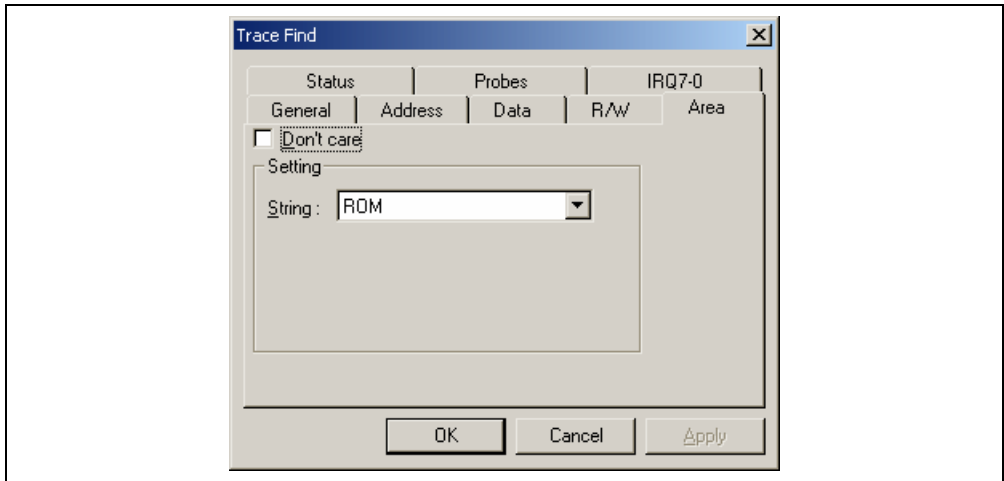 Trace Find
Status Probes IRQ7-0
General Address Data R/W Area
Don't care
Setting
String : ROM
OK Cancel Apply